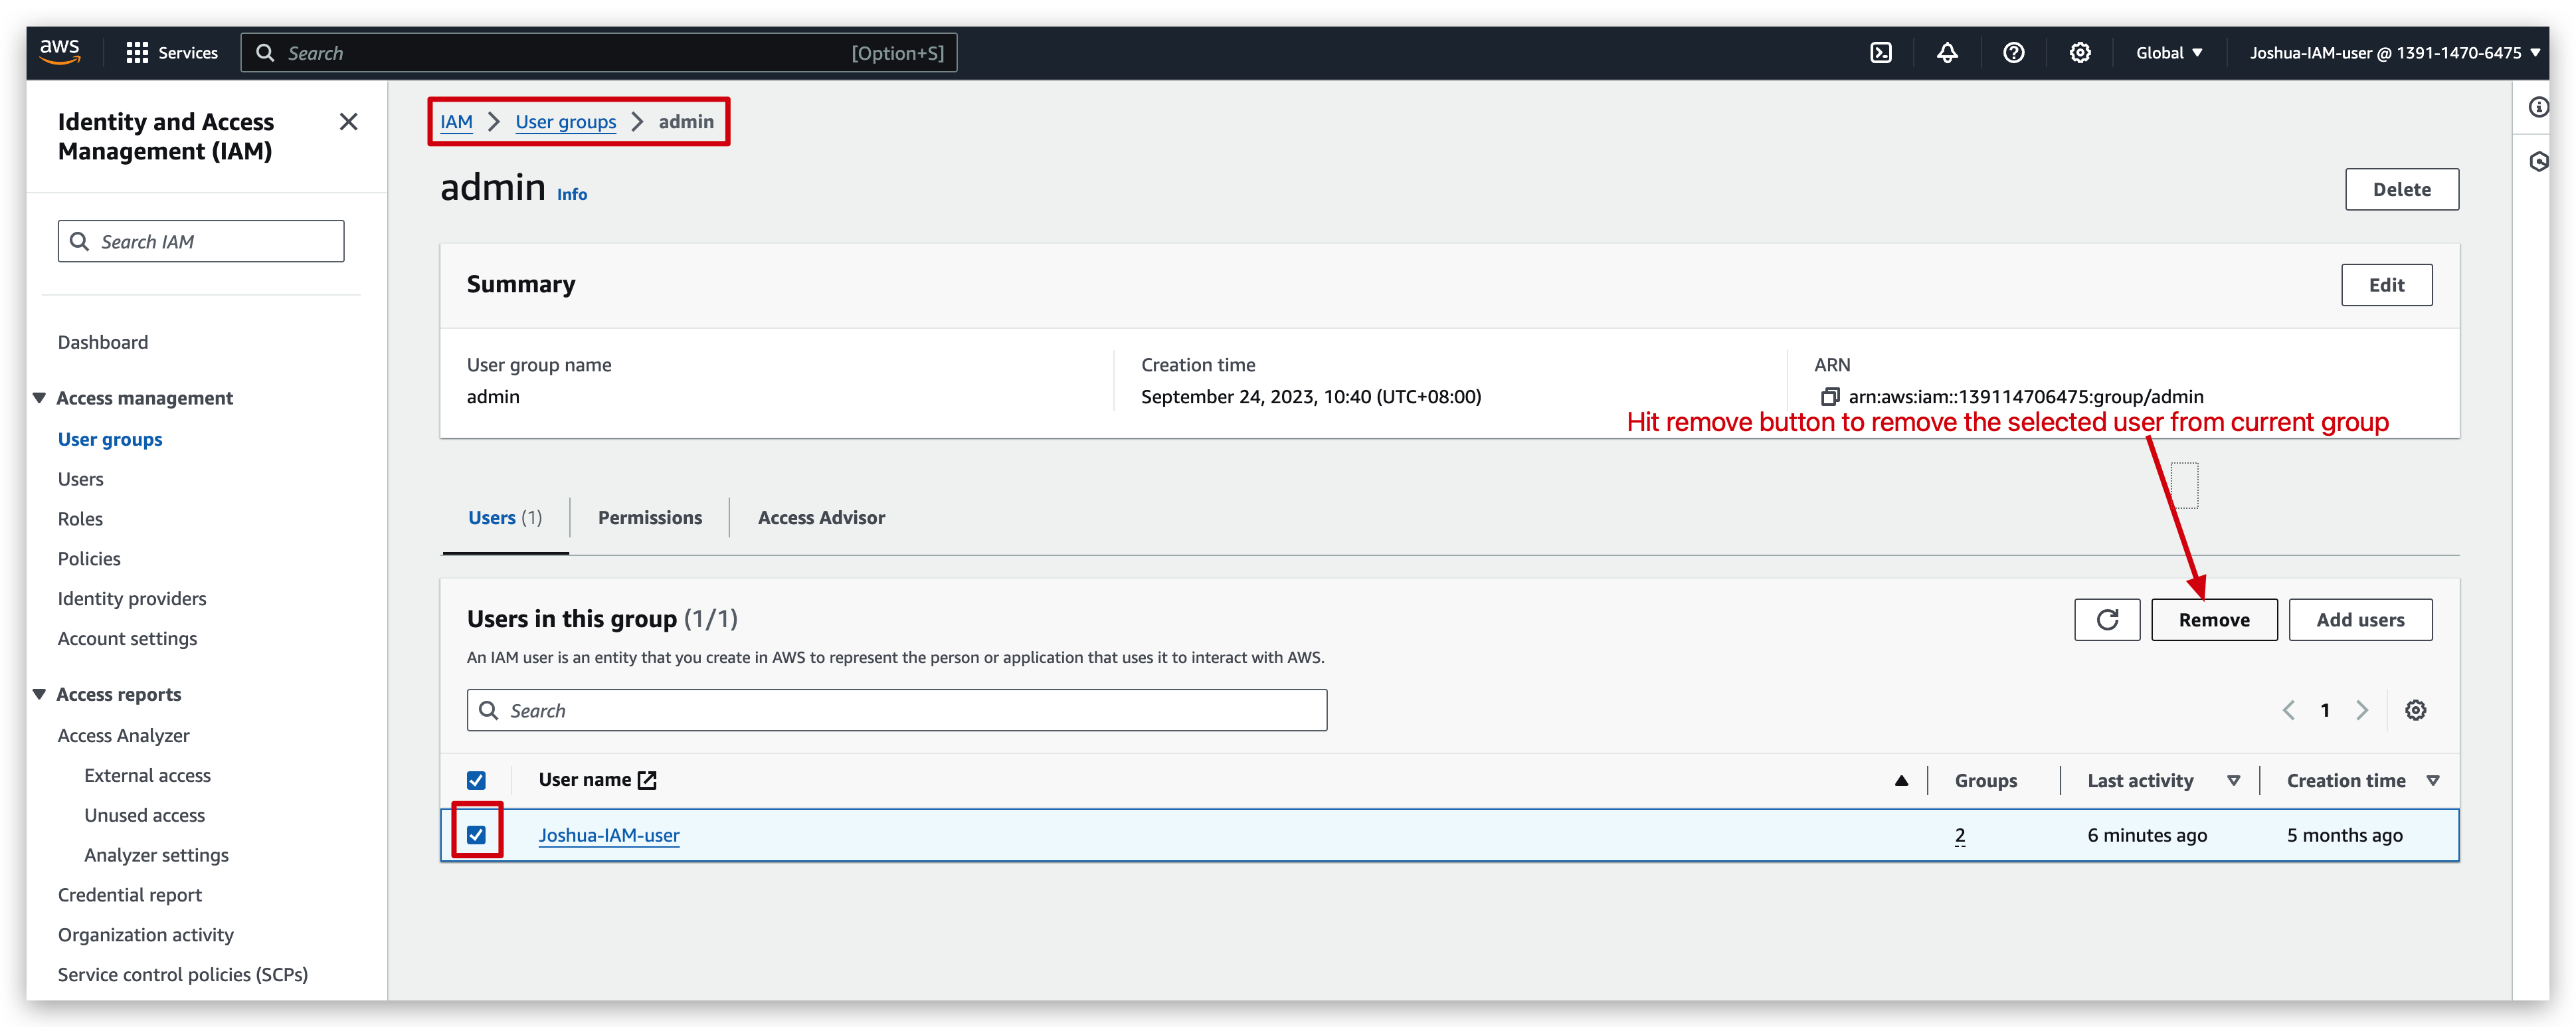 aws Services Search [Option+S] Global Joshua-IAM-user @ 1391-1470-6475
Identity and Access
Management (IAM)
Search IAM
Dashboard
Access management
User groups
Users
Roles
Policies
Identity providers
Account settings
Access reports
Access Analyzer
External access
Unused access
Analyzer settings
Credential report
Organization activity
Service control policies (SCPs)
IAM > User groups > admin
admin Info
Delete
Summary
Edit
User group name
admin
Creation time
September 24, 2023, 10:40 (UTC+08:00)
ARN
arn:aws:iam::139114706475:group/admin
Hit remove button to remove the selected user from current group
Users (1) Permissions Access Advisor
Users in this group (1/1)
Remove Add users
An IAM user is an entity that you create in AWS to represent the person or application that uses it to interact with AWS.
Search
1
User name Groups Last activity Creation time
Joshua-IAM-user 2 6 minutes ago 5 months ago